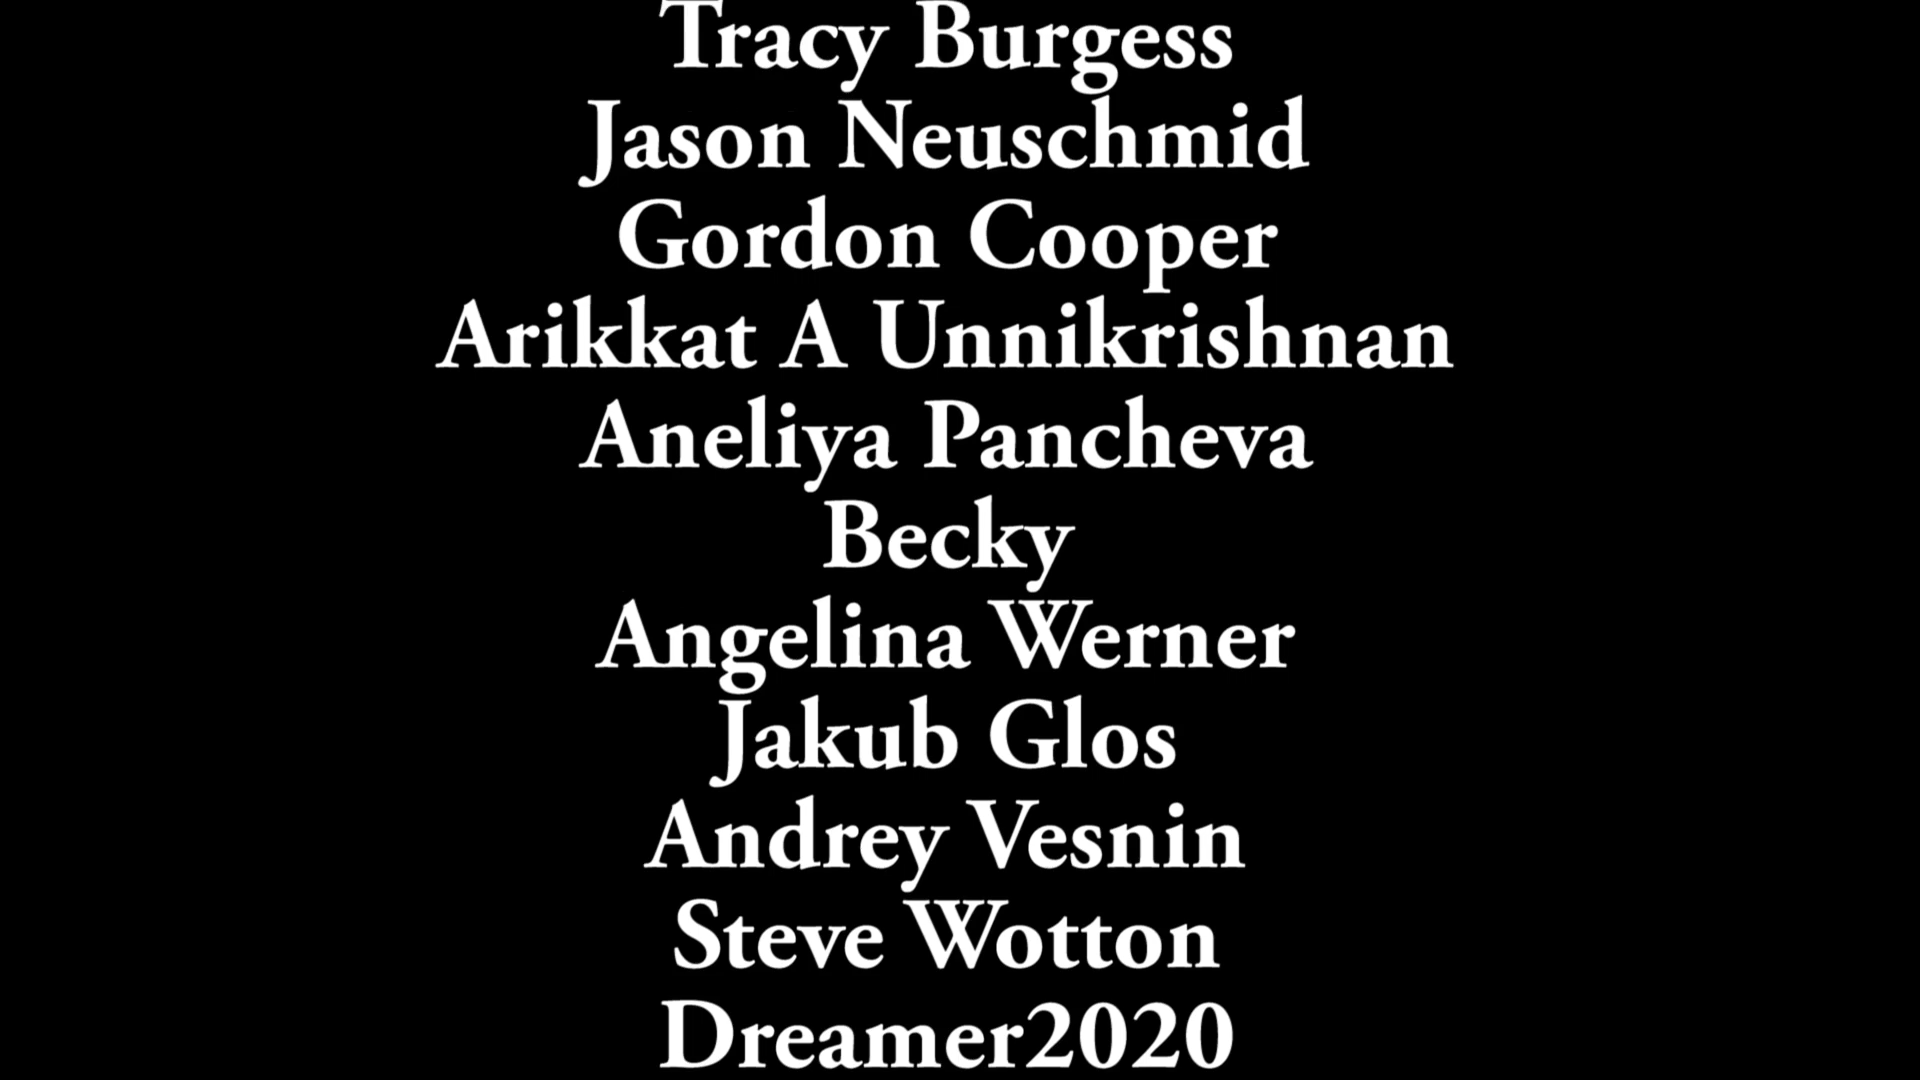 Tracy Burgess
Jason Neuschmid
Gordon Cooper
Arikkat A Unnikrishnan
Aneliya Pancheva
Becky
Angelina Werner
Jakub Glos
Andrey Vesnin
Steve Wotton
Dreamer2020